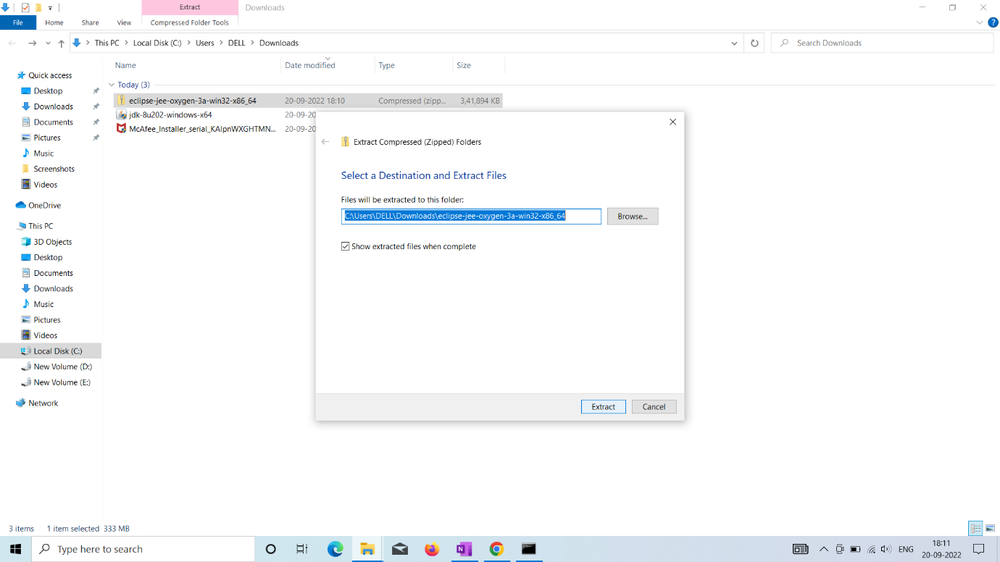 Extract
Downloads
File
Home
Share
View
Compressed Folder Tools
This PC
Local Disk (C:)
Users
DELL
Downloads
Search Downloads
Name
Date modified
Type
Size
Quick access
Desktop
Downloads
Documents
Pictures
Music
Screenshots
Videos
OneDrive
This PC
3D Objects
Desktop
Documents
Downloads
Music
Pictures
Videos
Local Disk (C:)
New Volume (D:)
New Volume (E:)
Network
Today (3)
eclipse-jee-oxygen-3a-win32-x86_64
20-09-2022 18:10
Compressed (zipp...
3,41,894 KB
jdk-8u202-windows-x64
20-09-20
McAfee_Installer_serial_KAIpnWXGHTMN...
20-09-20
Extract Compressed (Zipped) Folders
Select a Destination and Extract Files
Files will be extracted to this folder:
C:\Users\DELL\Downloads\eclipse-jee-oxygen-3a-win32-x86_64
Browse...
Show extracted files when complete
Extract
Cancel
3 items
1 item selected 333 MB
Type here to search
ENG
18:11
20-09-2022